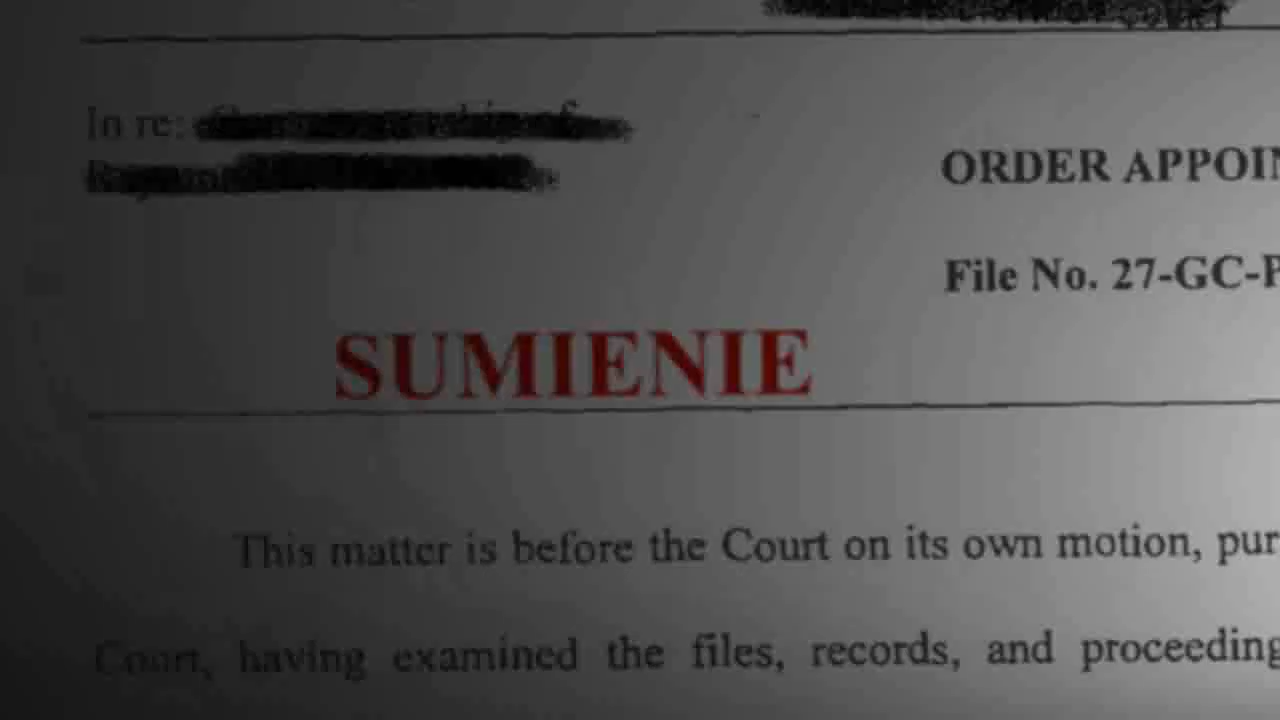 In re:
ORDER APPOIN
File No. 27-GC-P
SUMIENIE
This matter is before the Court on its own motion, pur
Court, having examined the files, records, and proceeding